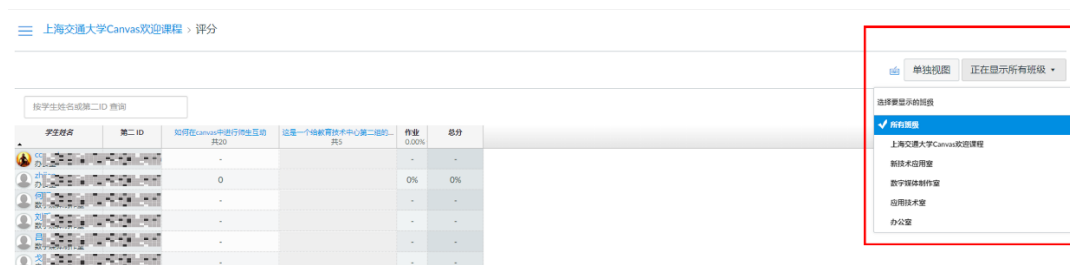 上海交通大学Canvas欢迎课程 › 评分
单独视图 正在显示所有班级
按学生姓名或第二ID 查询
选择要显示的班级
所有班级
上海交通大学Canvas欢迎课程
新技术应用室
数字媒体制作室
应用技术室
办公室
学生姓名 第二 ID 如何在canvas中进行师生互动 这是一个给教育技术中心第二组的... 作业 总分
共20 共5 0.00%
- - -
0 0% 0%
- - -
- - -
- - -
- - -